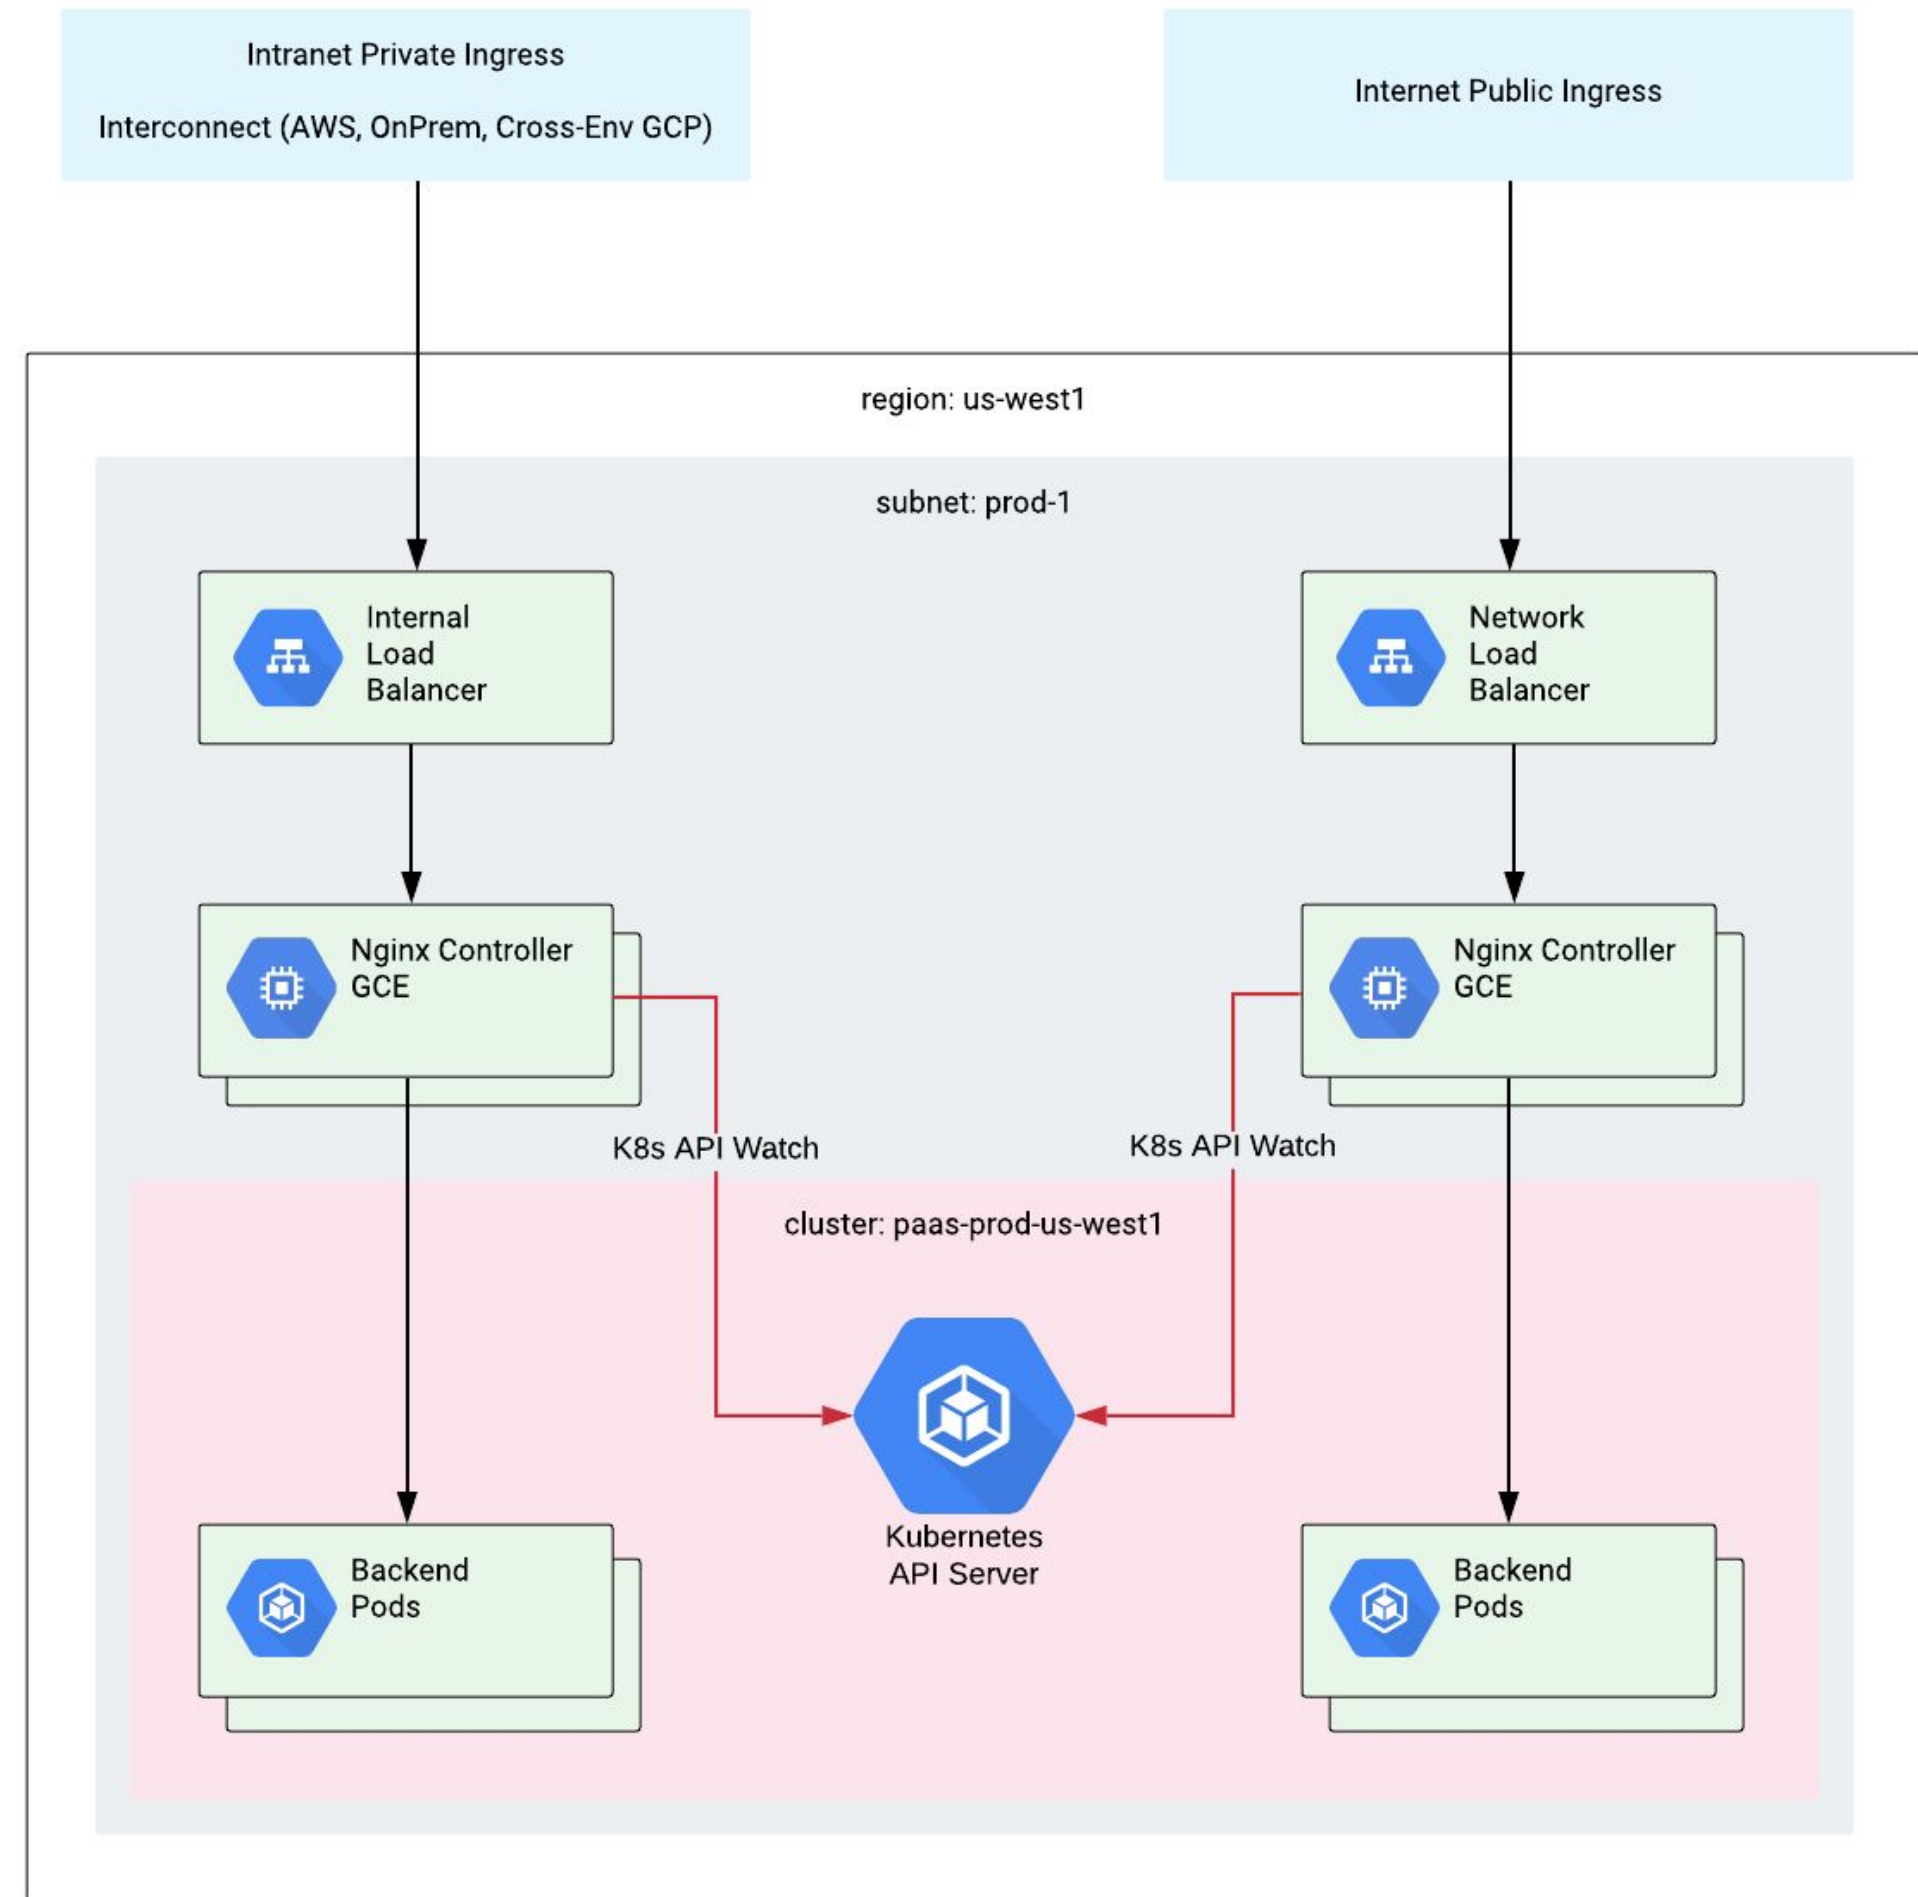 Intranet Private Ingress
Interconnect (AWS, OnPrem, Cross-Env GCP)
Internet Public Ingress
region: us-west1
subnet: prod-1
Internal
Load
Balancer
Network
Load
Balancer
Nginx Controller
GCE
Nginx Controller
GCE
K8s API Watch
K8s API Watch
cluster: paas-prod-us-west1
Kubernetes
API Server
Backend
Pods
Backend
Pods